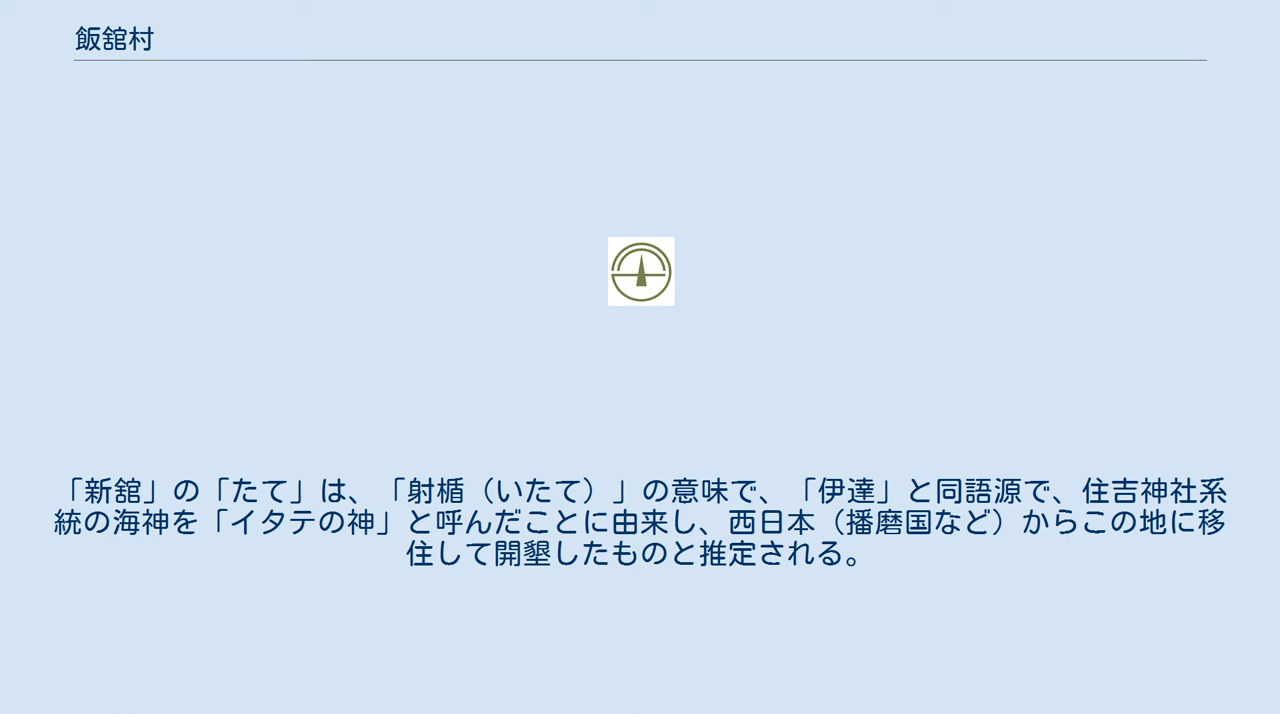 飯舘村
「新舘」の「たて」は、「射楯（いたて）」の意味で、「伊達」と同語源で、住吉神社系
統の海神を「イタテの神」と呼んだことに由来し、西日本（播磨国など）からこの地に移
住して開墾したものと推定される。